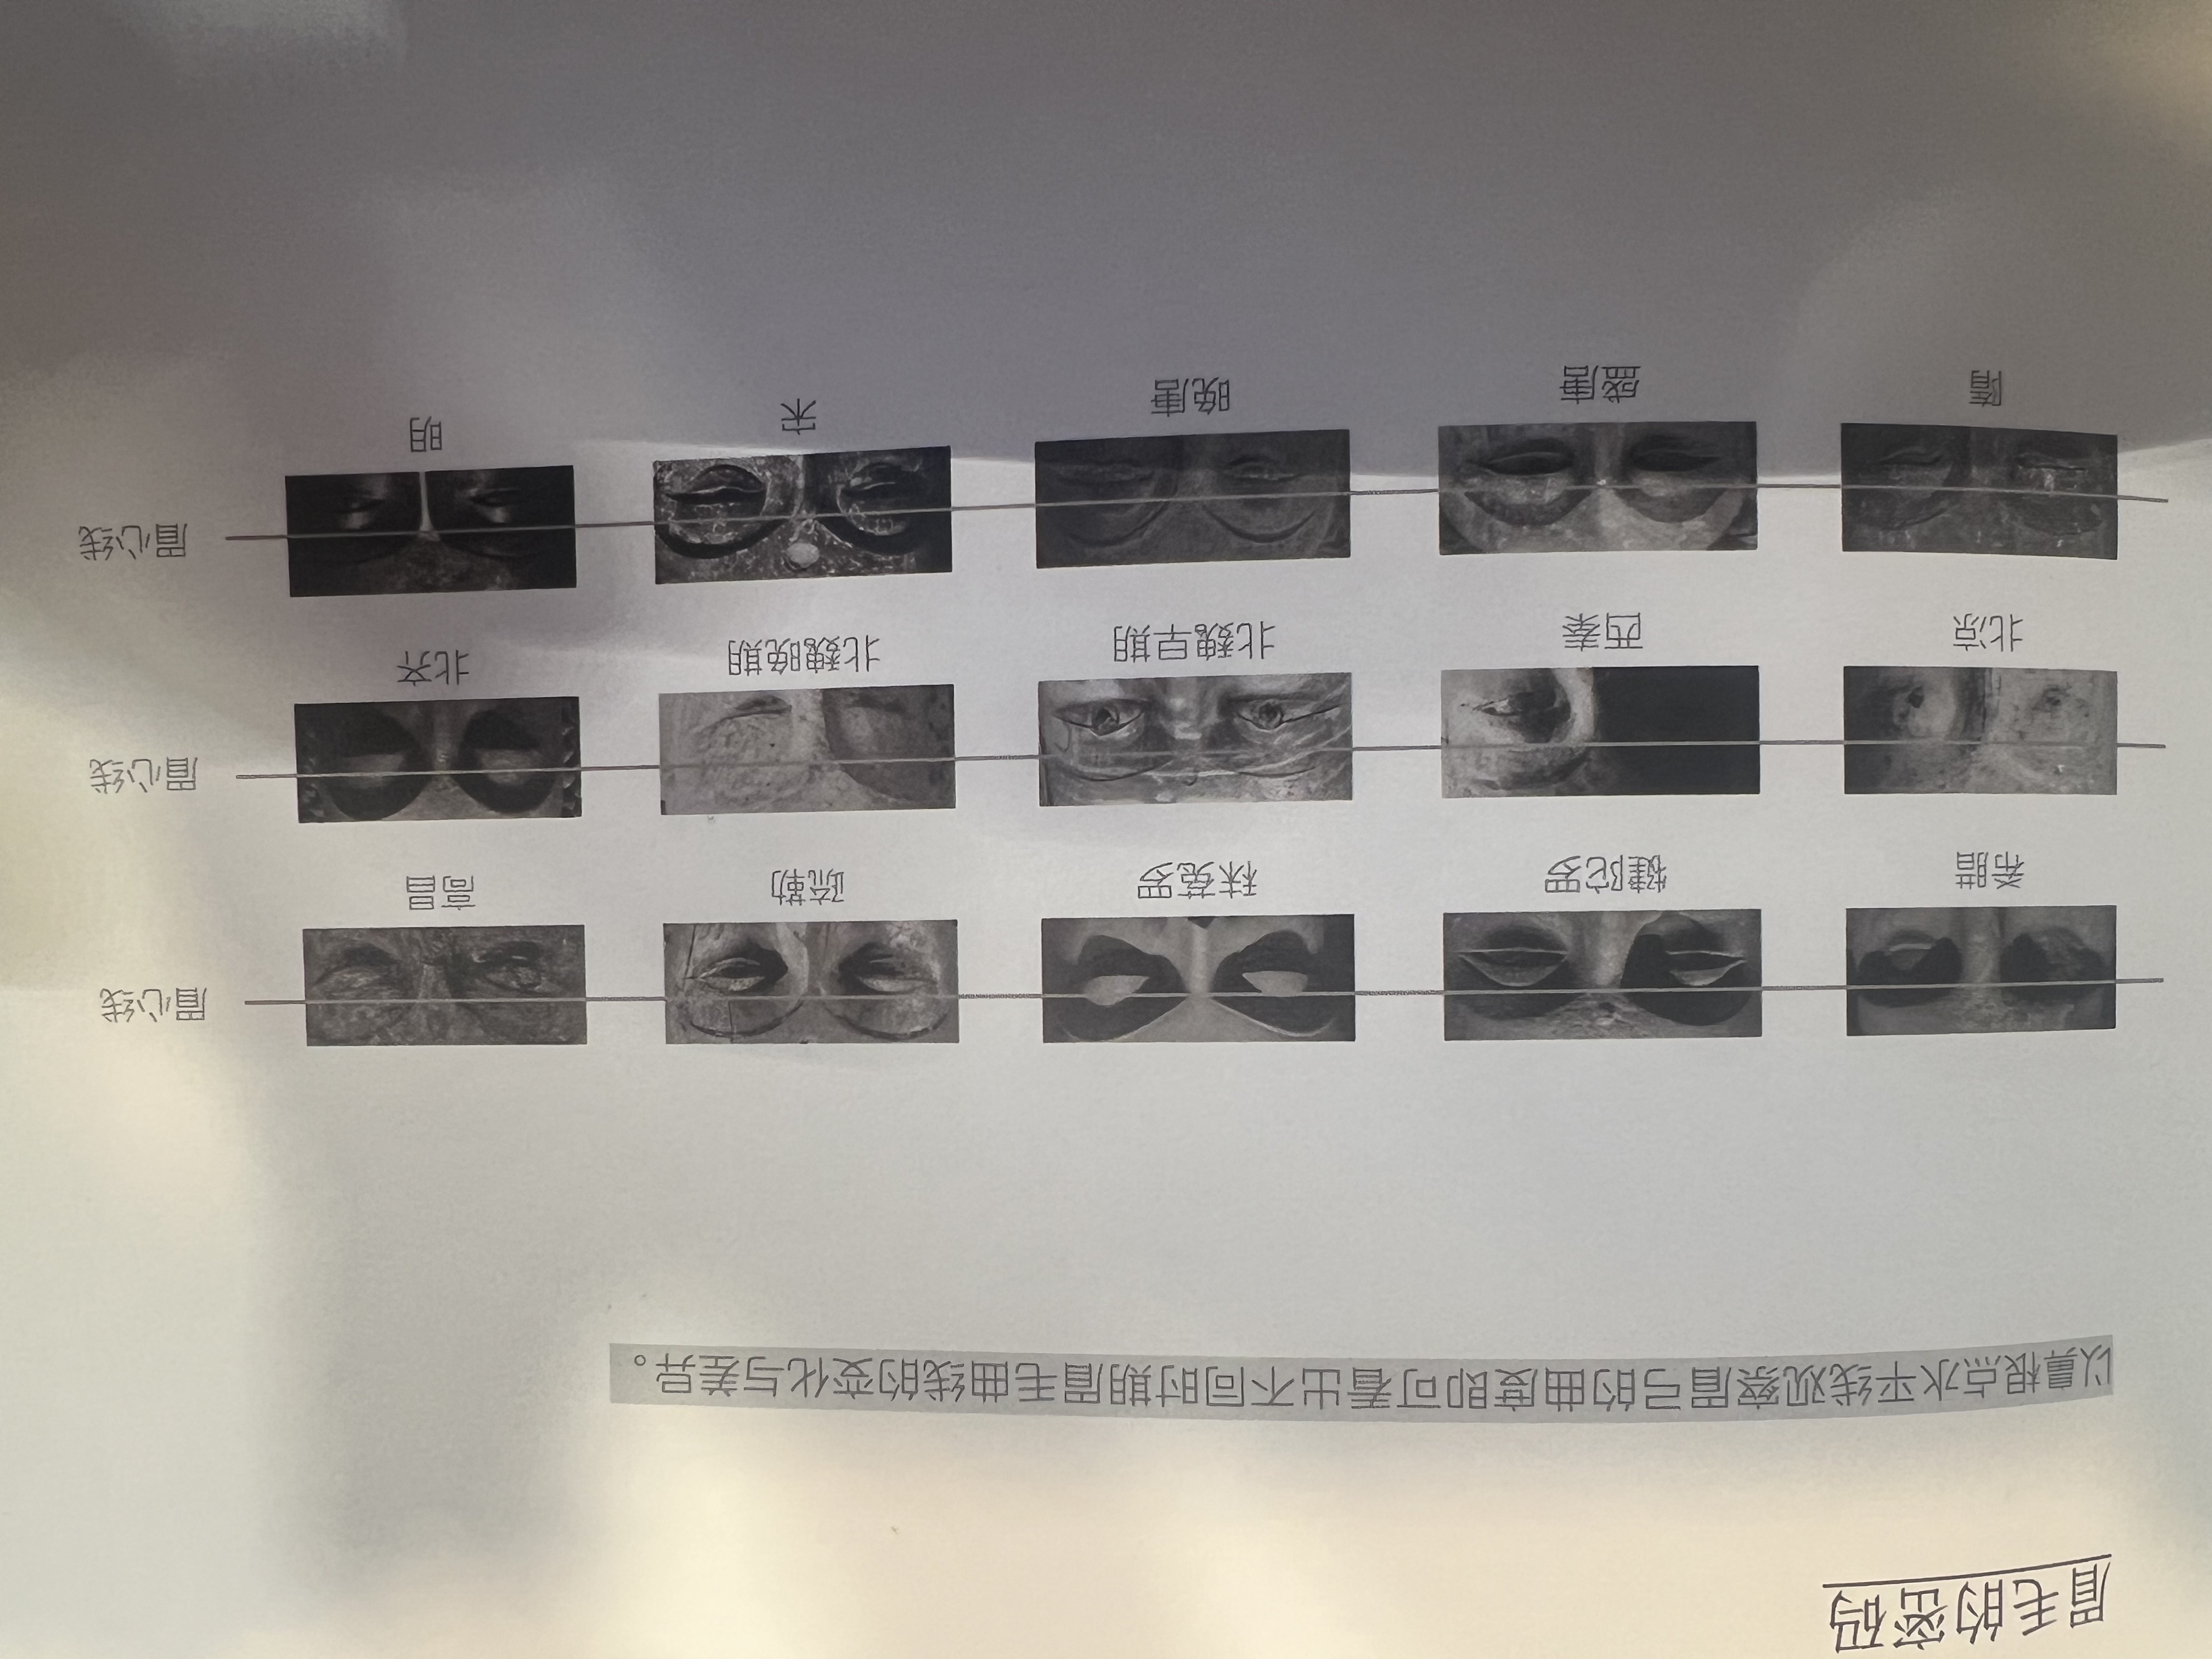 眉毛的密码
以鼻根点水平线观察眉弓的曲度即可看出不同时期眉毛曲线的变化与差异。
眉心线
希腊 犍陀罗 秣菟罗 疏勒 高昌
眉心线
北凉 西秦 北魏早期 北魏晚期 北齐
眉心线
隋 盛唐 晚唐 宋 明